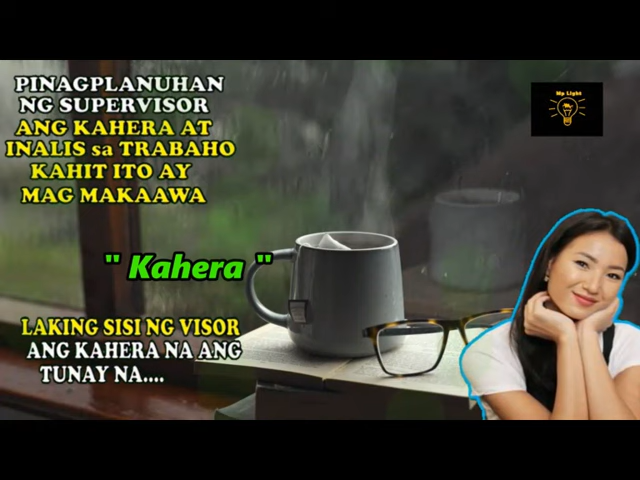 PINAGPLANUHAN
NG SUPERVISOR
ANG KAHERA AT
INALIS sa TRABAHO
KAHIT ITO AY
MAG MAKAAWA
Mp Light
" Kahera "
LAKING SISI NG VISOR
ANG KAHERA NA ANG
TUNAY NA....